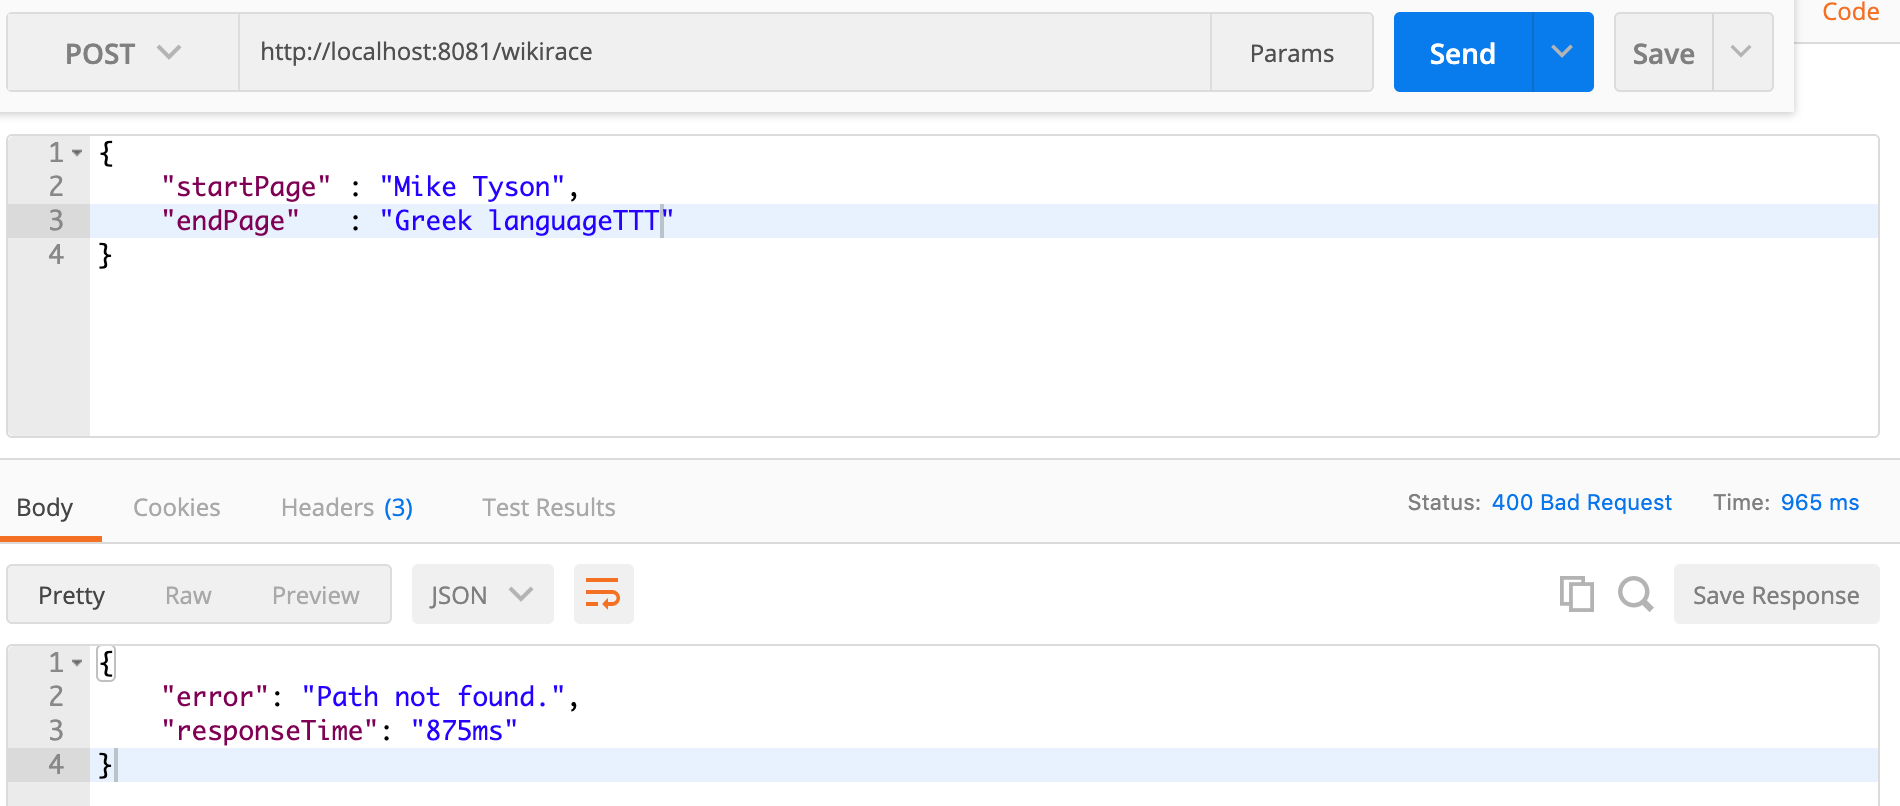 Code
POST http://localhost:8081/wikirace Params Send Save
1 {
2 "startPage" : "Mike Tyson",
3 "endPage" : "Greek languageTTT"
4 }
Body Cookies Headers (3) Test Results Status: 400 Bad Request Time: 965 ms
Pretty Raw Preview JSON Save Response
1 {
2 "error": "Path not found.",
3 "responseTime": "875ms"
4 }